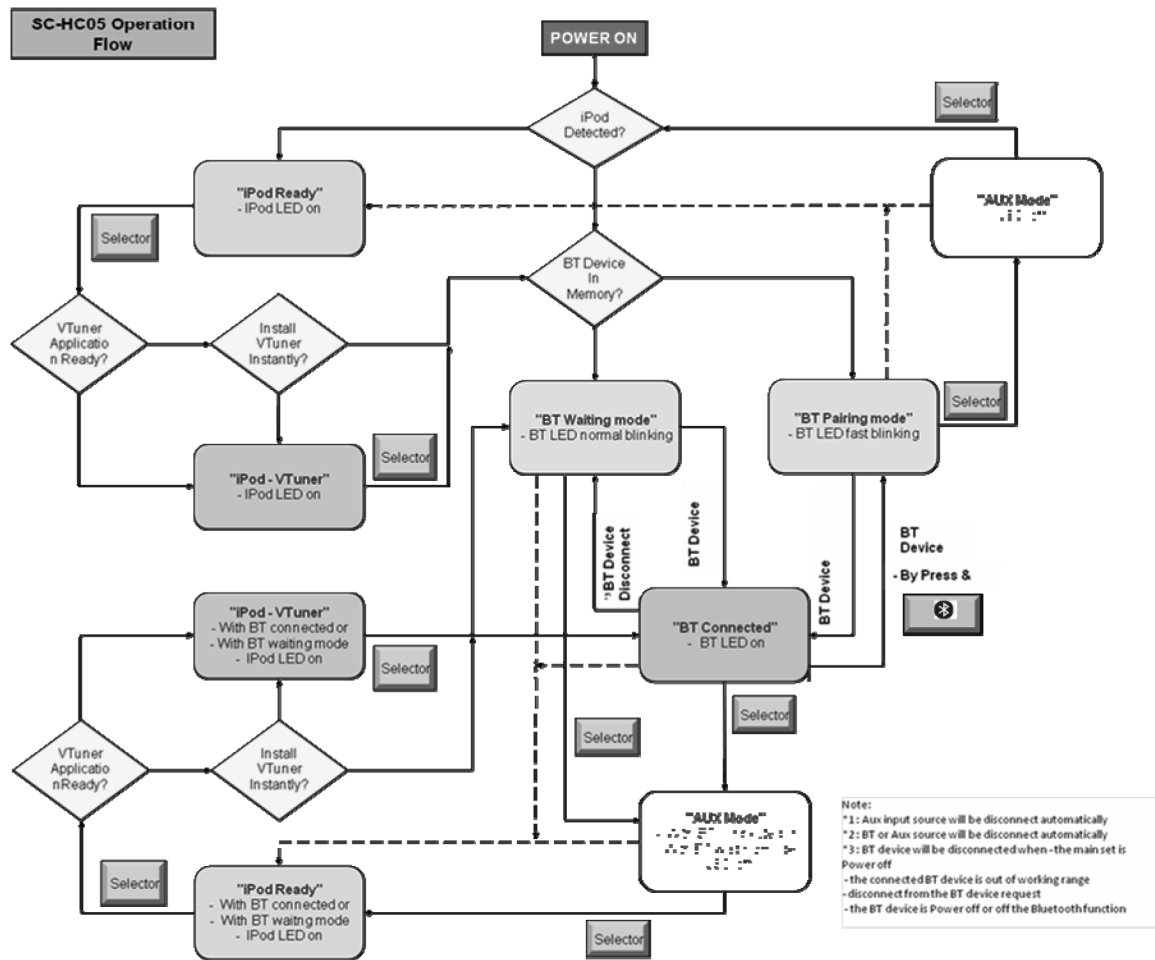 SC-HC05 Operation
Flow
POWER ON
Selector
iPod
Detected?
"iPod Ready"
- IPod LED on
"AUX Mode"
Selector
BT Device
In
Memory?
VTuner
Applicatio
n Ready?
Install
VTuner
Instantly?
"BT Waiting mode"
- BT LED normal blinking
"BT Pairing mode"
- BT LED fast blinking
Selector
"iPod - VTuner"
- IPod LED on
Selector
*3 BT Device
Disconnect
BT Device
BT Device
BT
Device
- By Press &
"iPod - VTuner"
- With BT connected or
- With BT waiting mode
- IPod LED on
Selector
"BT Connected"
- BT LED on
Selector
Selector
VTuner
Applicatio
nReady?
Install
VTuner
Instantly?
"AUX Mode"
Note:
*1: Aux input source will be disconnect automatically
*2: BT or Aux source will be disconnect automatically
*3: BT device will be disconnected when -the main set is
Power off
- the connected BT device is out of working range
- disconnect from the BT device request
- the BT device is Power off or off the Bluetooth function
Selector
"iPod Ready"
- With BT connected or
- With BT waitng mode
- IPod LED on
Selector